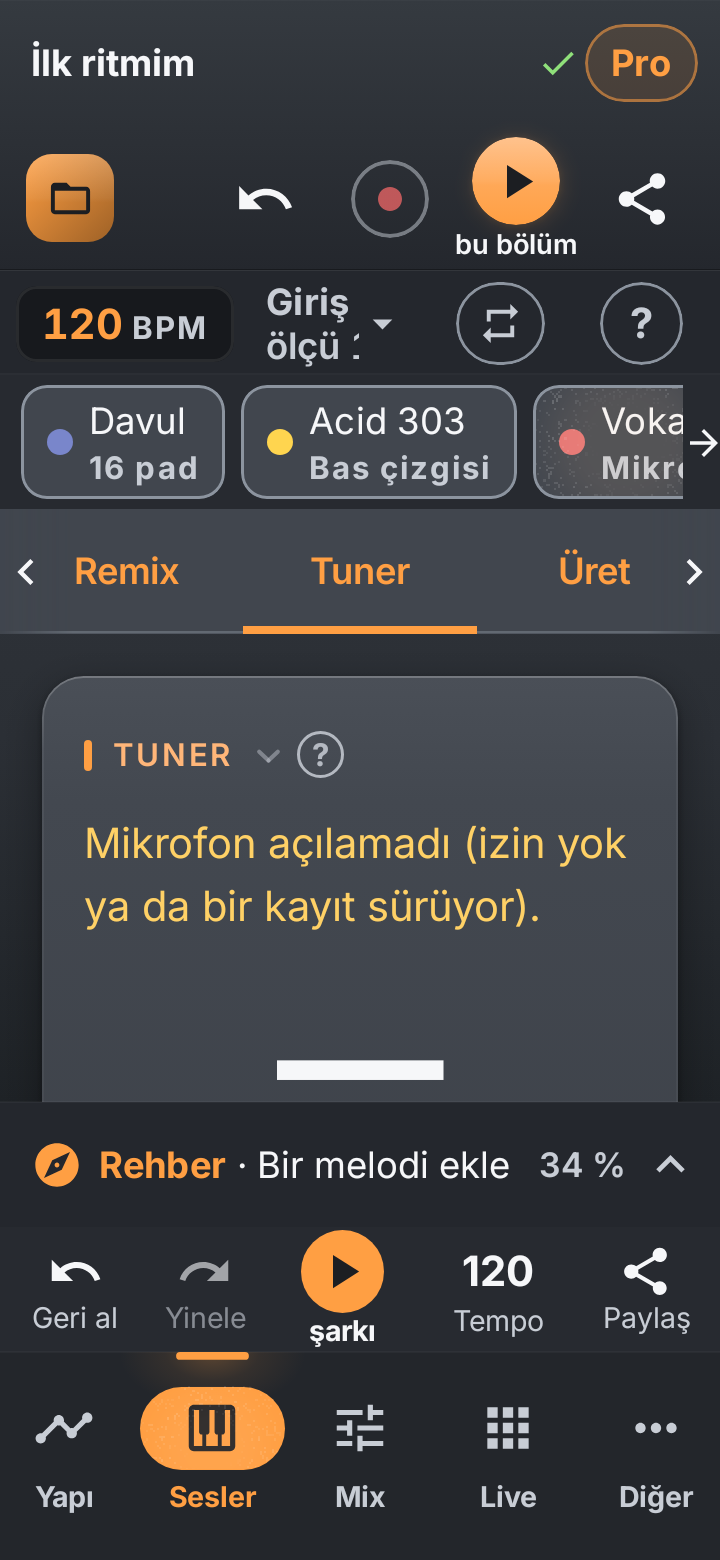 İlk ritmim
Pro
bu bölüm
120 BPM
Giriş
ölçü
?
Davul
16 pad
Acid 303
Bas çizgisi
Remix
Tuner
Üret
TUNER
?
Mikrofon açılamadı (izin yok
ya da bir kayıt sürüyor).
Rehber · Bir melodi ekle
34 %
Geri al
Yinele
şarkı
120
Tempo
Paylaş
Yapı
Sesler
Mix
Live
Diğer